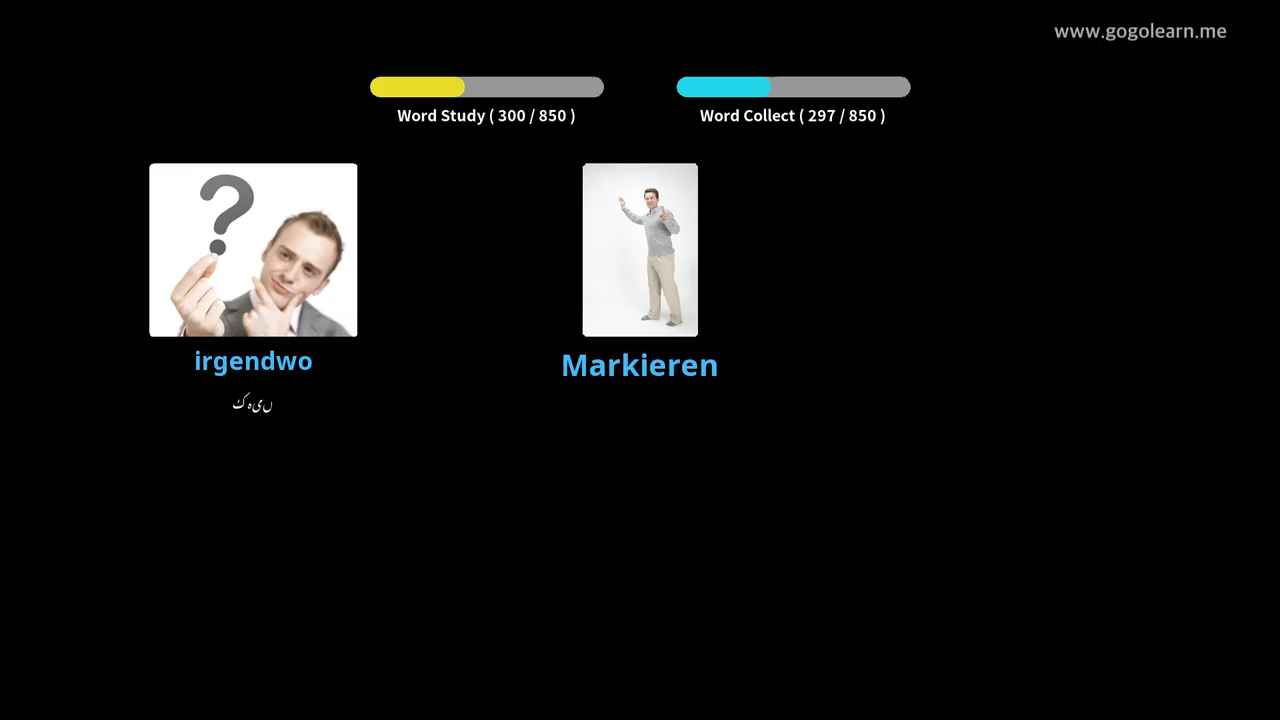 www.gogolearn.me
Word Study ( 300 / 850 )
Word Collect ( 297 / 850 )
irgendwo
Markieren
کہیں